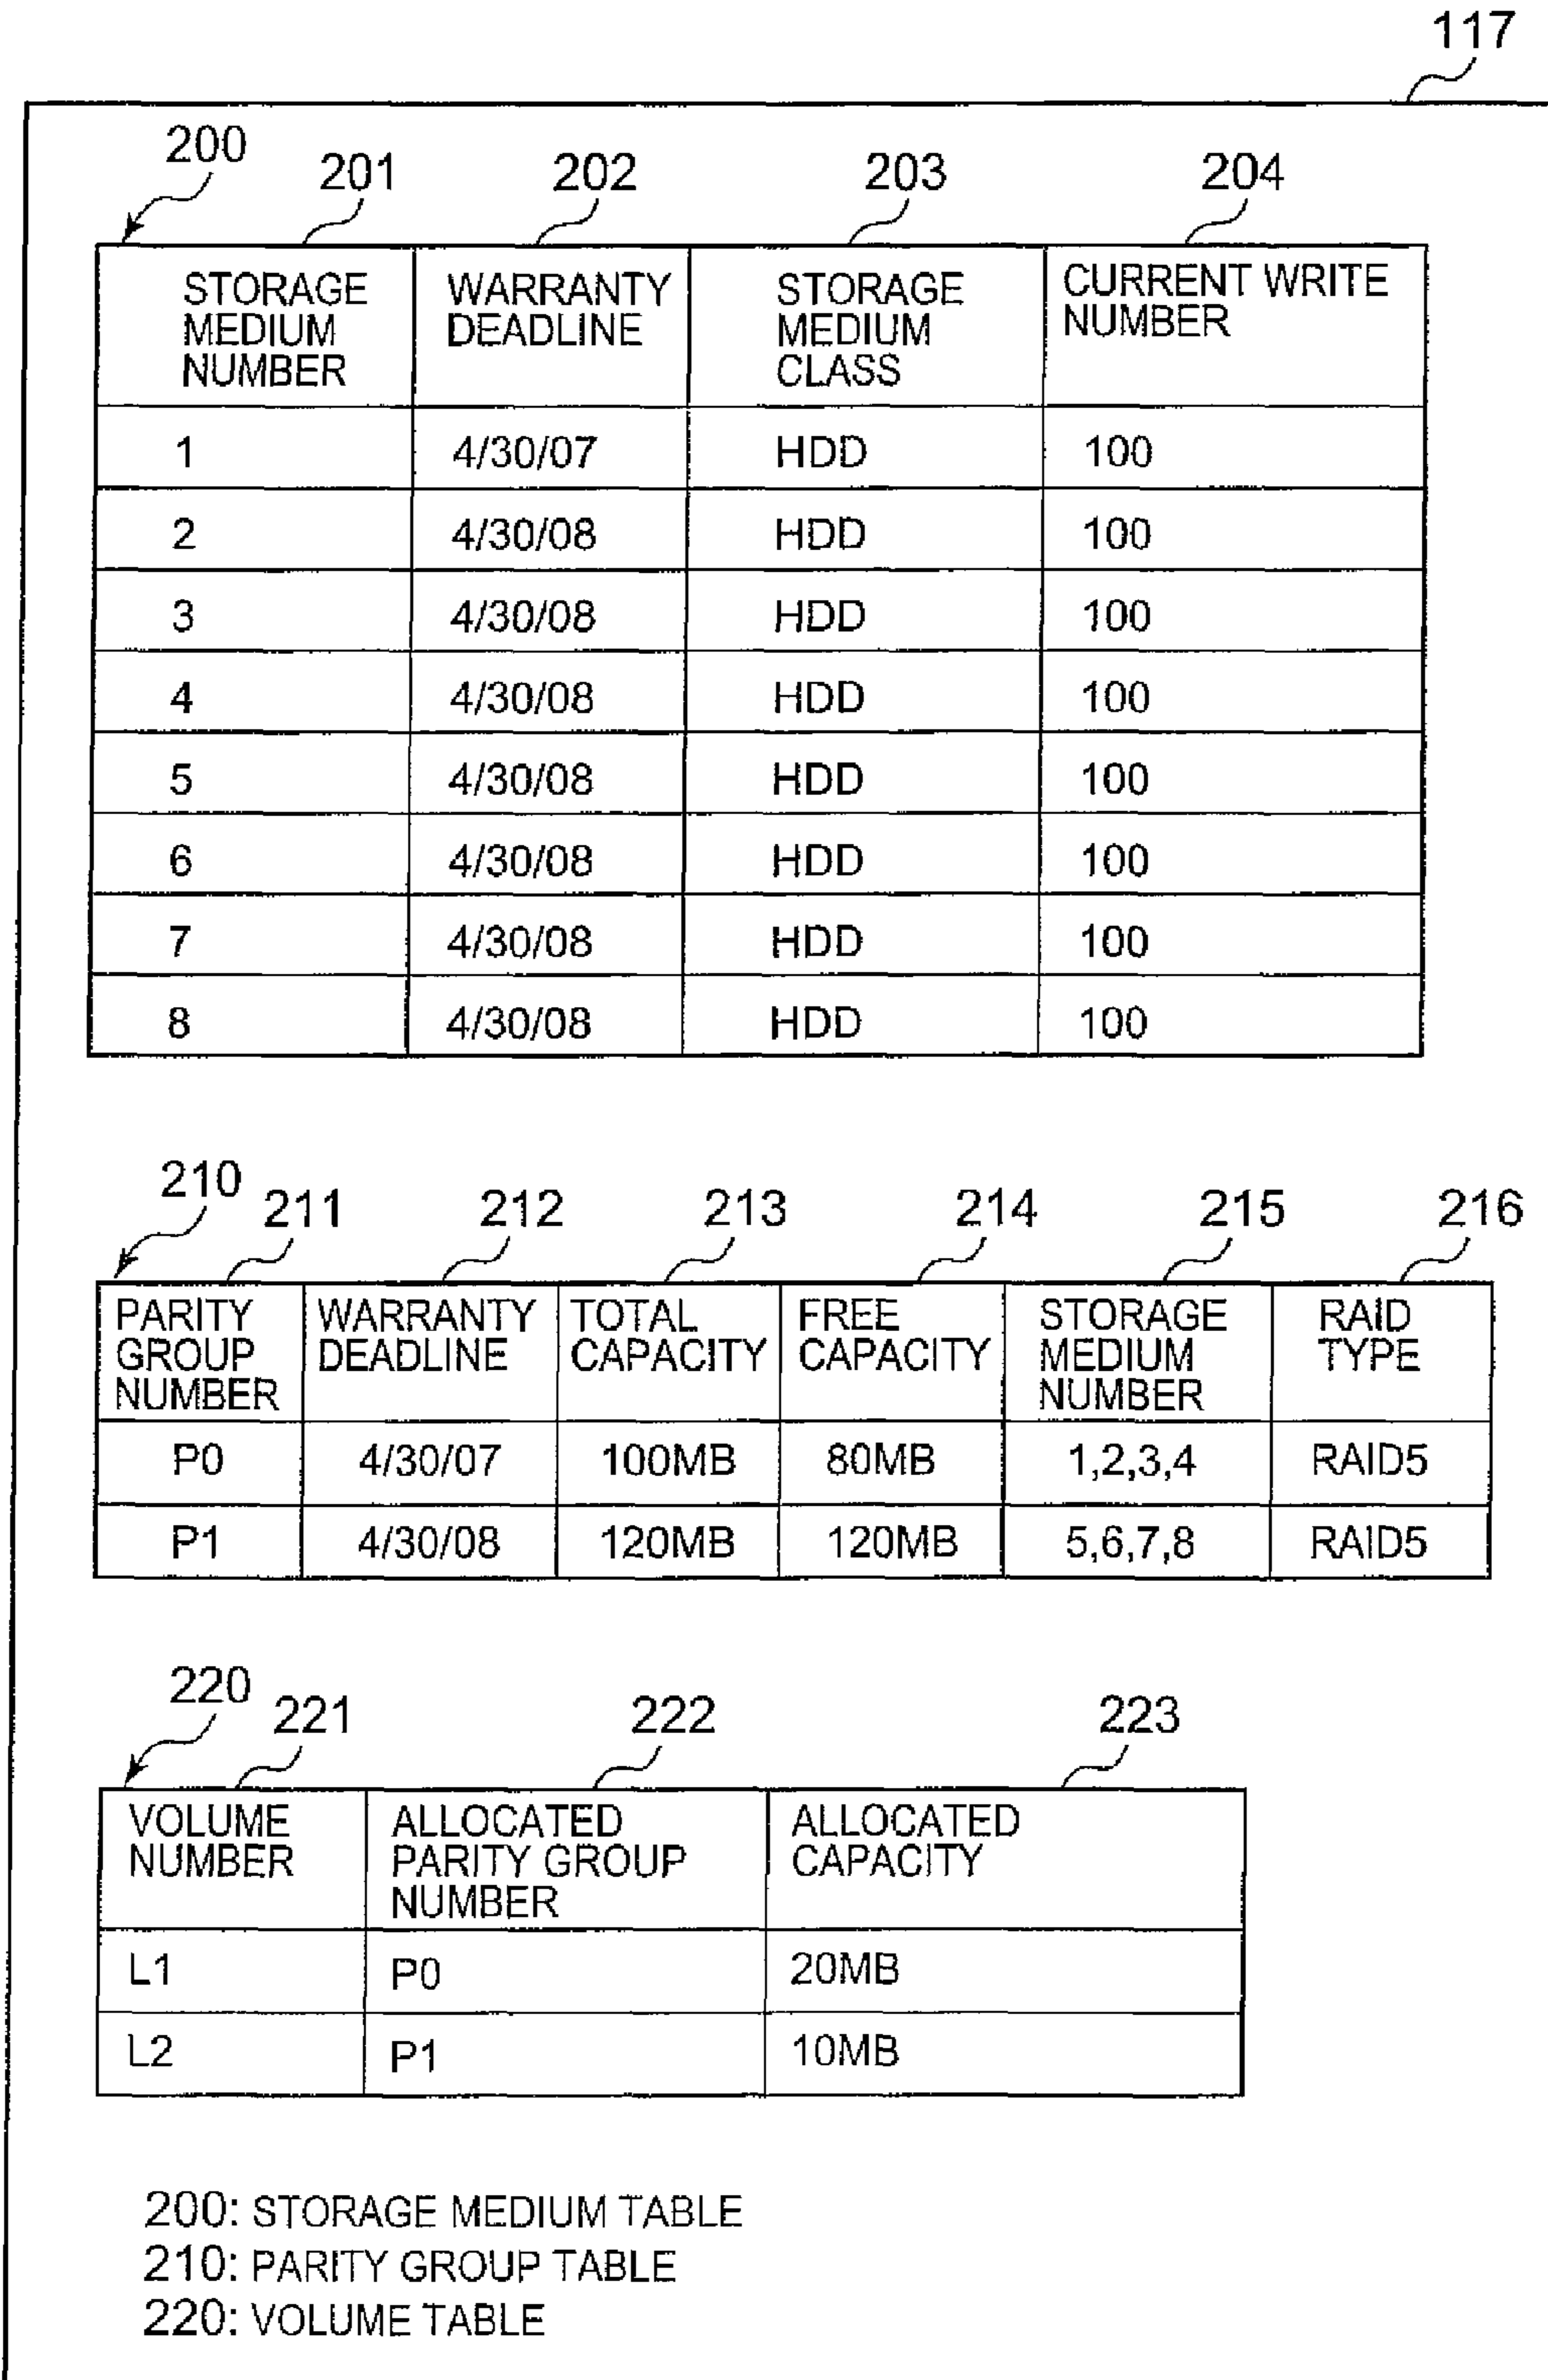 117
200 201 202 203 204
STORAGE MEDIUM NUMBER WARRANTY DEADLINE STORAGE MEDIUM CLASS CURRENT WRITE NUMBER
1 4/30/07 HDD 100
2 4/30/08 HDD 100
3 4/30/08 HDD 100
4 4/30/08 HDD 100
5 4/30/08 HDD 100
6 4/30/08 HDD 100
7 4/30/08 HDD 100
8 4/30/08 HDD 100
210 211 212 213 214 215 216
PARITY GROUP NUMBER WARRANTY DEADLINE TOTAL CAPACITY FREE CAPACITY STORAGE MEDIUM NUMBER RAID TYPE
P0 4/30/07 100MB 80MB 1,2,3,4 RAID5
P1 4/30/08 120MB 120MB 5,6,7,8 RAID5
220 221 222 223
VOLUME NUMBER ALLOCATED PARITY GROUP NUMBER ALLOCATED CAPACITY
L1 P0 20MB
L2 P1 10MB
200: STORAGE MEDIUM TABLE
210: PARITY GROUP TABLE
220: VOLUME TABLE